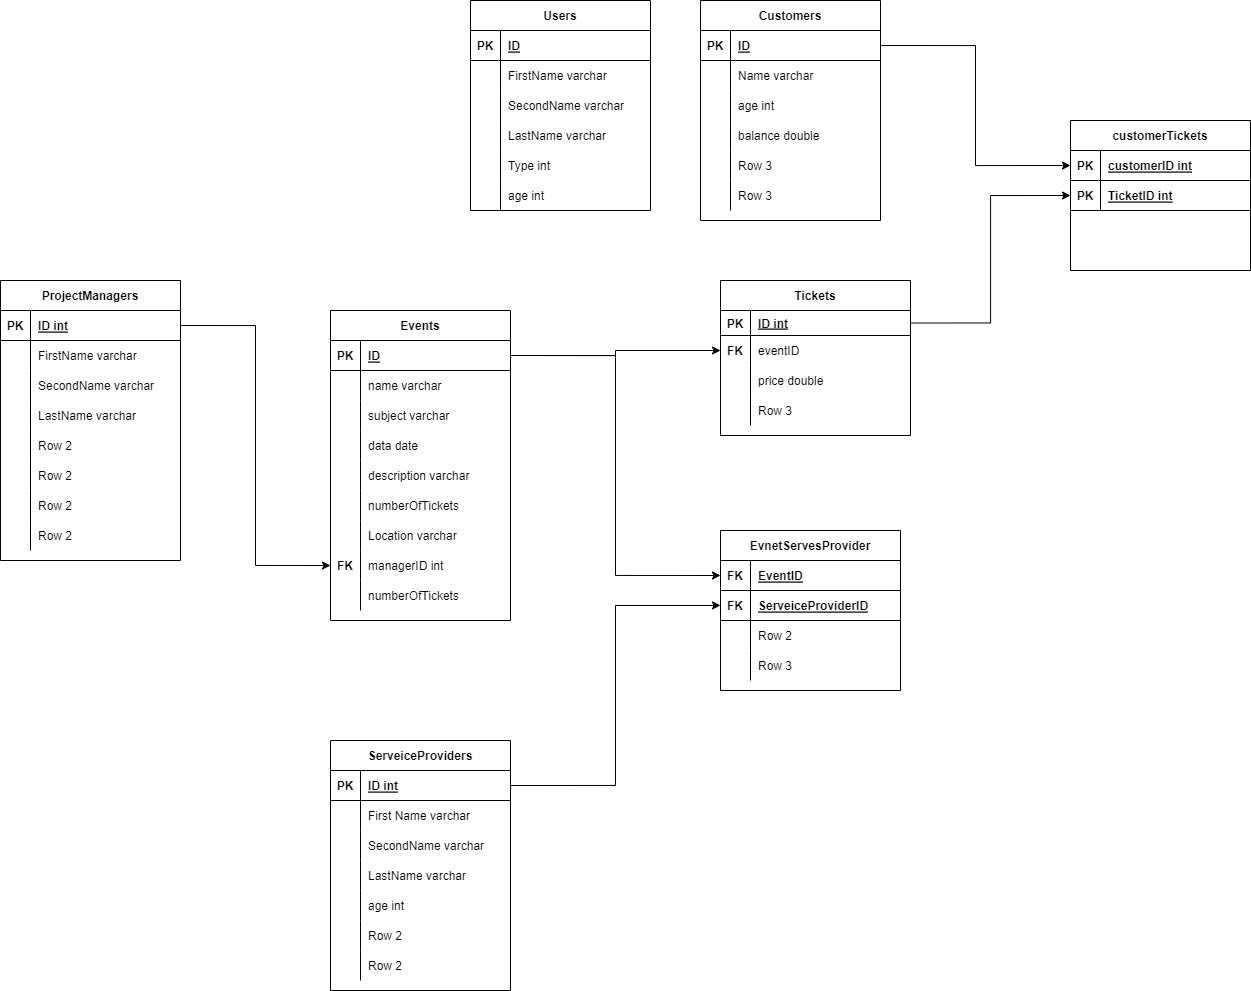 Users
PK ID
FirstName varchar
SecondName varchar
LastName varchar
Type int
age int
Customers
PK ID
Name varchar
age int
balance double
Row 3
Row 3
customerTickets
PK customerID int
PK TicketID int
ProjectManagers
PK ID int
FirstName varchar
SecondName varchar
LastName varchar
Row 2
Row 2
Row 2
Row 2
Events
PK ID
name varchar
subject varchar
data date
description varchar
numberOfTickets
Location varchar
FK managerID int
numberOfTickets
Tickets
PK ID int
FK eventID
price double
Row 3
EvnetServesProvider
FK EventID
FK ServeiceProviderID
Row 2
Row 3
ServeiceProviders
PK ID int
First Name varchar
SecondName varchar
LastName varchar
age int
Row 2
Row 2